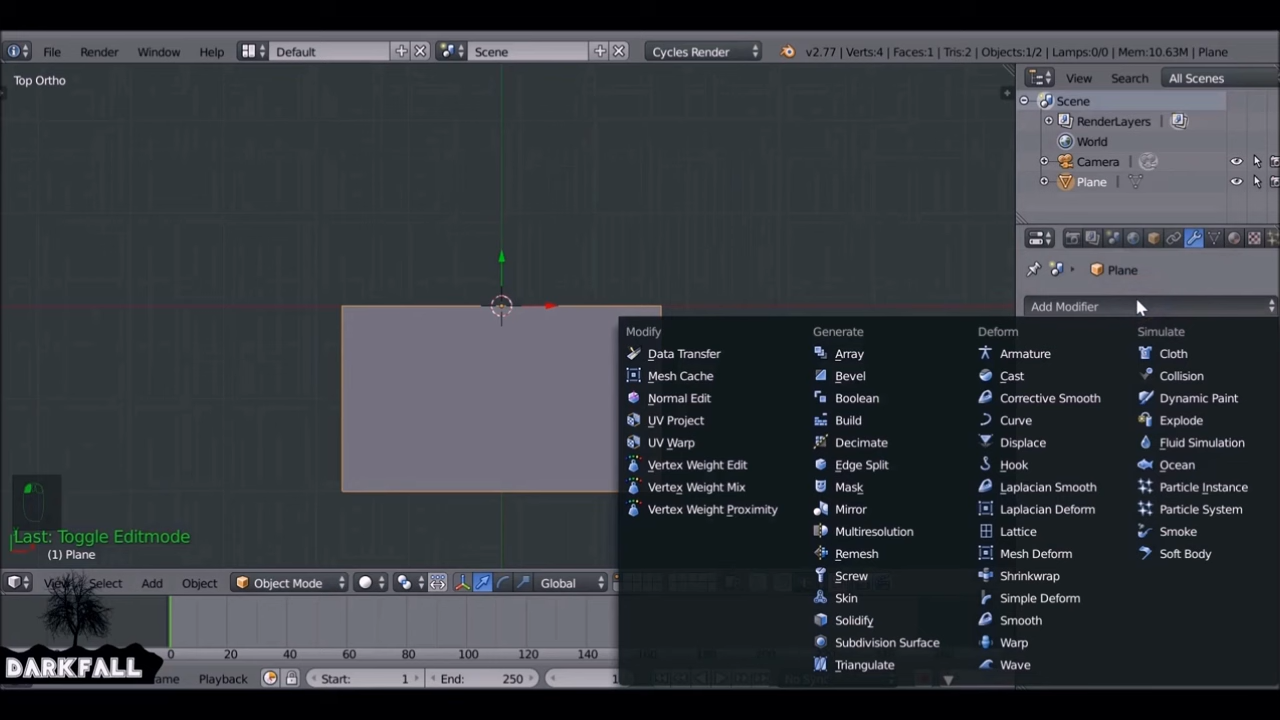 File Render Window Help Default Scene Cycles Render v2.77 | Verts:4 | Faces:1 | Tris:2 | Objects:1/2 | Lamps:0/0 | Mem:10.63M | Plane
Top Ortho
View Search All Scenes
Scene
RenderLayers
World
Camera
Plane
Plane
Add Modifier
Modify
Data Transfer
Mesh Cache
Normal Edit
UV Project
UV Warp
Vertex Weight Edit
Vertex Weight Mix
Vertex Weight Proximity
Generate
Array
Bevel
Boolean
Build
Decimate
Edge Split
Mask
Mirror
Multiresolution
Remesh
Screw
Skin
Solidify
Subdivision Surface
Triangulate
Deform
Armature
Cast
Corrective Smooth
Curve
Displace
Hook
Laplacian Smooth
Laplacian Deform
Lattice
Mesh Deform
Shrinkwrap
Simple Deform
Smooth
Warp
Wave
Simulate
Cloth
Collision
Dynamic Paint
Explode
Fluid Simulation
Ocean
Particle Instance
Particle System
Smoke
Soft Body
Last: Toggle Editmode
(1) Plane
Select Add Object Object Mode Global
0 20 40 60 80 100 120 140
DARKFALL
Playback Start: 1 End: 250